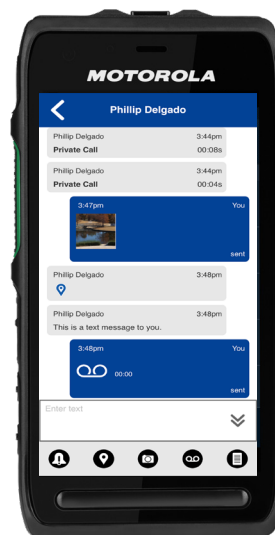 MOTOROLA
Phillip Delgado
Phillip Delgado 3:44pm
Private Call 00:08s
Phillip Delgado 3:44pm
Private Call 00:04s
3:47pm You
sent
Phillip Delgado 3:48pm
Phillip Delgado 3:48pm
This is a text message to you.
3:48pm You
00:00
sent
Enter text